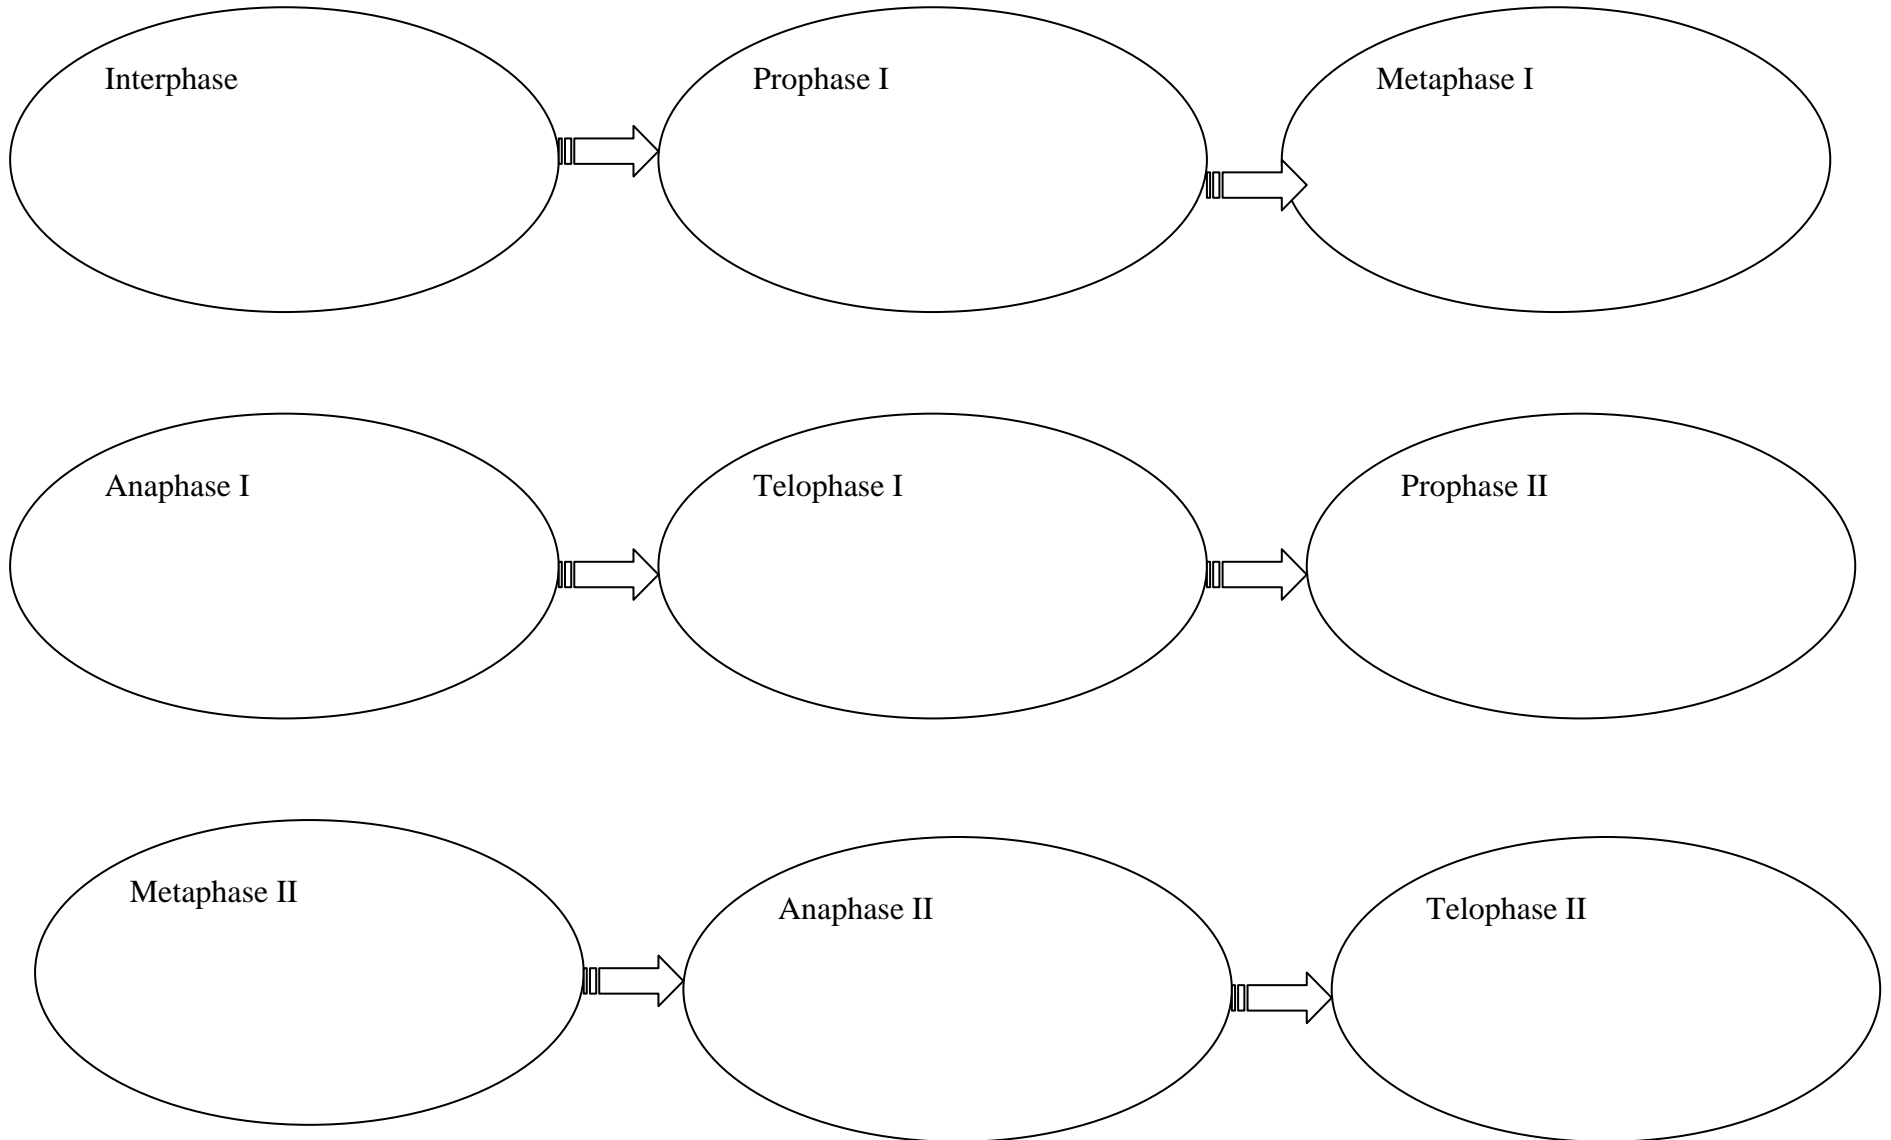 Interphase
Prophase I
Metaphase I
Anaphase I
Telophase I
Prophase II
Metaphase II
Anaphase II
Telophase II